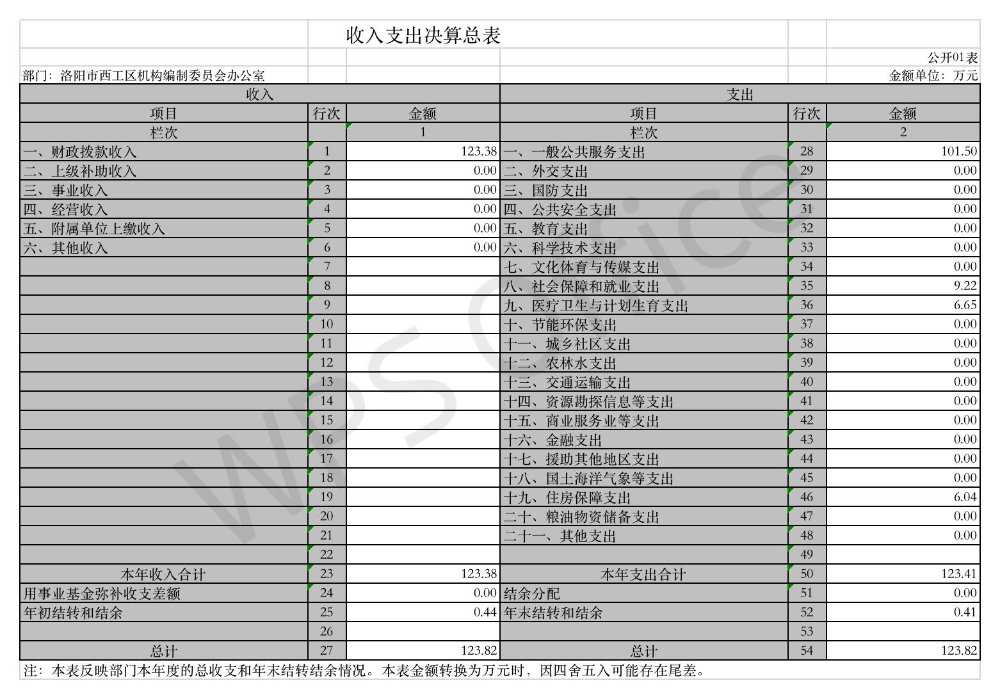 收入支出决算总表
公开01表
部门：洛阳市西工区机构编制委员会办公室 金额单位：万元
收入 支出
项目 行次 金额 项目 行次 金额
栏次 1 栏次 2
一、财政拨款收入 1 123.38 一、一般公共服务支出 28 101.50
二、上级补助收入 2 0.00 二、外交支出 29 0.00
三、事业收入 3 0.00 三、国防支出 30 0.00
四、经营收入 4 0.00 四、公共安全支出 31 0.00
五、附属单位上缴收入 5 0.00 五、教育支出 32 0.00
六、其他收入 6 0.00 六、科学技术支出 33 0.00
7 七、文化体育与传媒支出 34 0.00
8 八、社会保障和就业支出 35 9.22
9 九、医疗卫生与计划生育支出 36 6.65
10 十、节能环保支出 37 0.00
11 十一、城乡社区支出 38 0.00
12 十二、农林水支出 39 0.00
13 十三、交通运输支出 40 0.00
14 十四、资源勘探信息等支出 41 0.00
15 十五、商业服务业等支出 42 0.00
16 十六、金融支出 43 0.00
17 十七、援助其他地区支出 44 0.00
18 十八、国土海洋气象等支出 45 0.00
19 十九、住房保障支出 46 6.04
20 二十、粮油物资储备支出 47 0.00
21 二十一、其他支出 48 0.00
22 49
本年收入合计 23 123.38 本年支出合计 50 123.41
用事业基金弥补收支差额 24 0.00 结余分配 51 0.00
年初结转和结余 25 0.44 年末结转和结余 52 0.41
26 53
总计 27 123.82 总计 54 123.82
注：本表反映部门本年度的总收支和年末结转结余情况。本表金额转换为万元时，因四舍五入可能存在尾差。
WPS Office